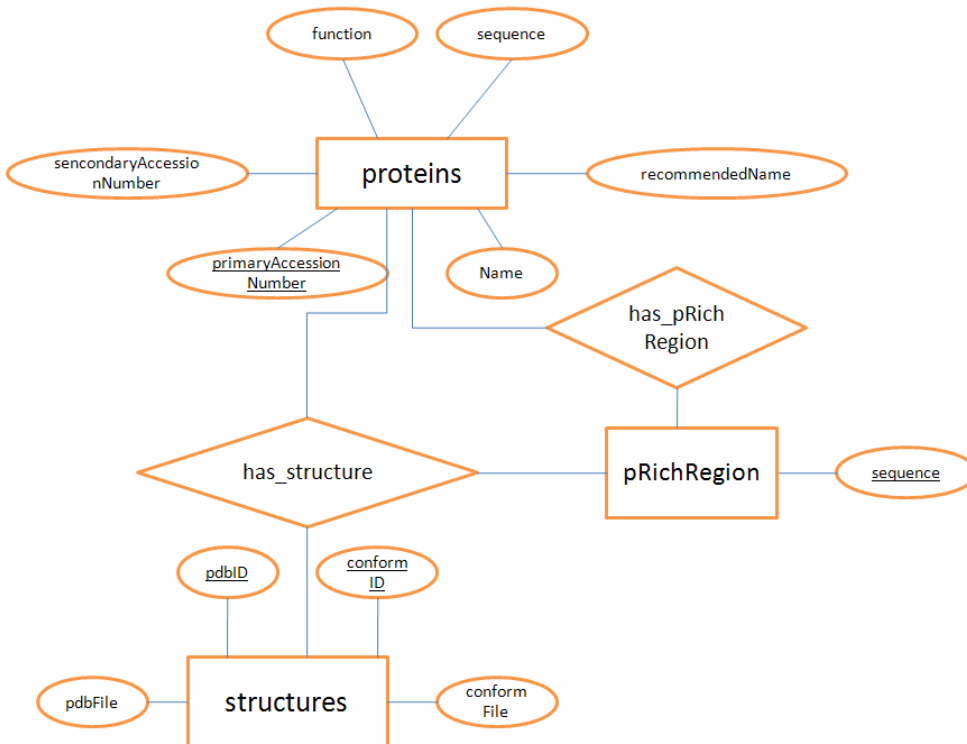 function
sequence
sencondaryAccessio
nNumber
proteins
recommendedName
primaryAccession
Number
Name
has_pRich
Region
has_structure
pRichRegion
sequence
pdbID
conform
ID
pdbFile
structures
conform
File